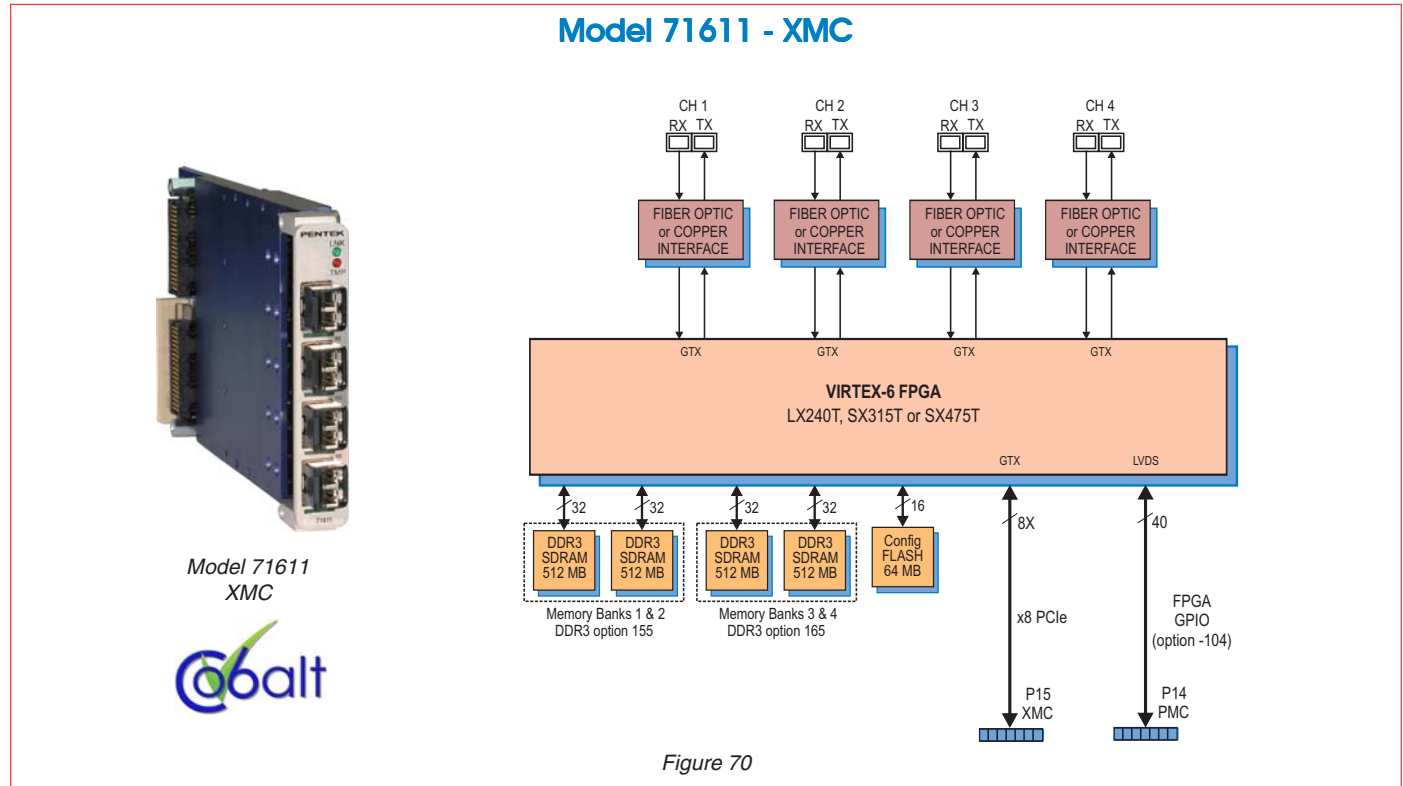 Model 71611 - XMC
PENTEK
LNK
TMP
71611
Model 71611
XMC
Cobalt
CH 1
RX TX
CH 2
RX TX
CH 3
RX TX
CH 4
RX TX
FIBER OPTIC
or COPPER
INTERFACE
FIBER OPTIC
or COPPER
INTERFACE
FIBER OPTIC
or COPPER
INTERFACE
FIBER OPTIC
or COPPER
INTERFACE
GTX
GTX
GTX
GTX
VIRTEX-6 FPGA
LX240T, SX315T or SX475T
GTX
LVDS
32
32
32
32
16
8X
40
DDR3
SDRAM
512 MB
DDR3
SDRAM
512 MB
DDR3
SDRAM
512 MB
DDR3
SDRAM
512 MB
Config
FLASH
64 MB
Memory Banks 1 & 2
DDR3 option 155
Memory Banks 3 & 4
DDR3 option 165
x8 PCIe
FPGA
GPIO
(option -104)
P15
XMC
P14
PMC
Figure 70